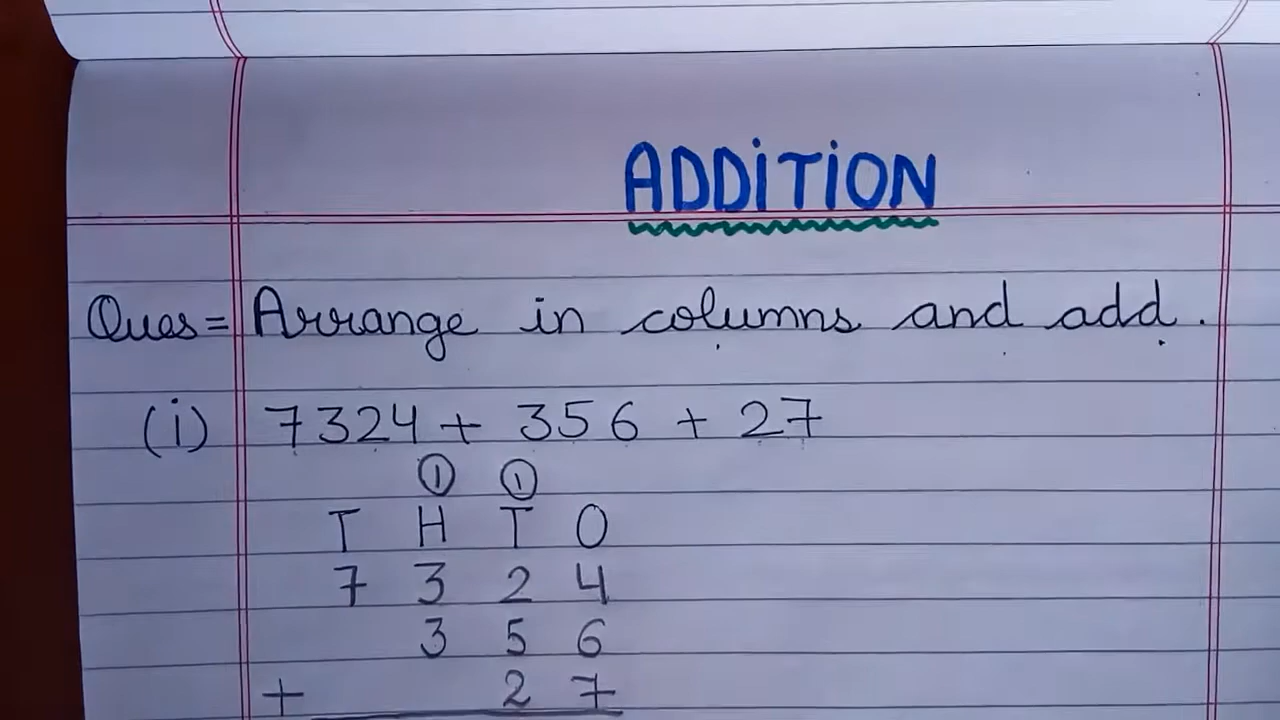 ADDITION
Ques = Arrange in columns and add.
(i) 7324 + 356 + 27
① ①
T H T O
7 3 2 4
3 5 6
+ 2 7